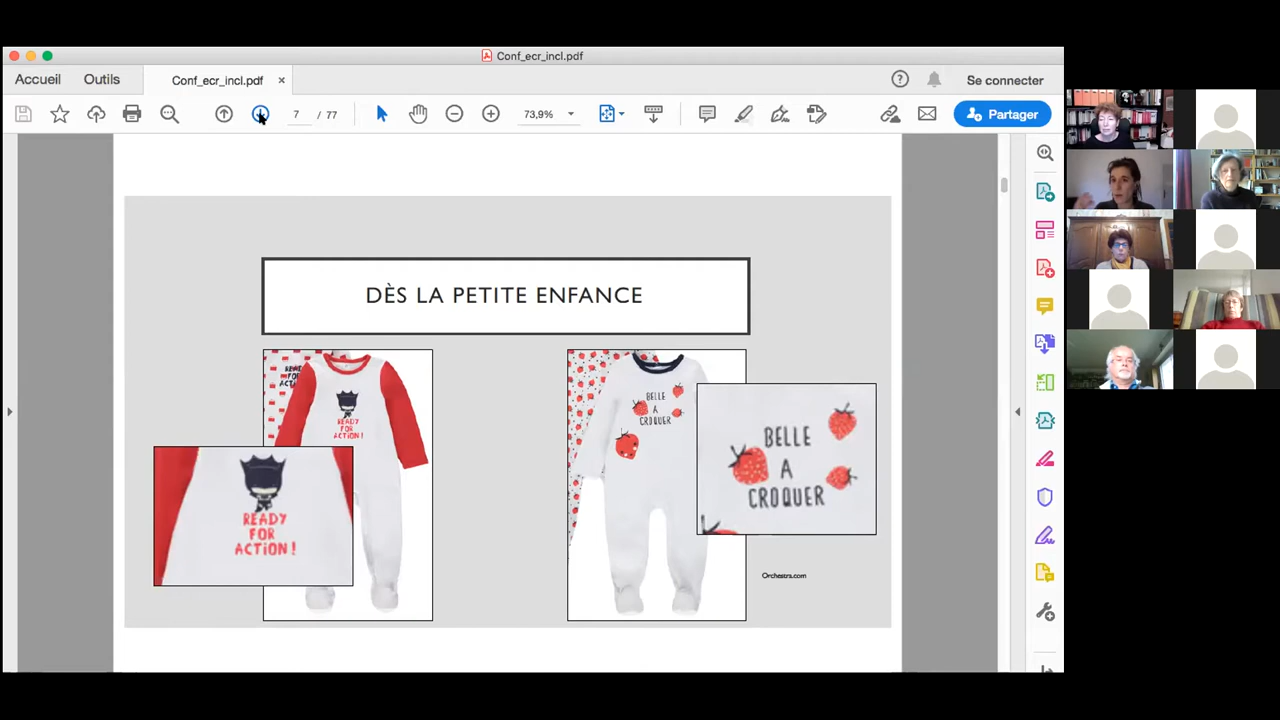 Conf_ecr_incl.pdf
Accueil
Outils
Conf_ecr_incl.pdf
Se connecter
7 / 77
73,9%
Partager
DÈS LA PETITE ENFANCE
READY
FOR
ACTION!
READY
FOR
ACTiON!
BELLE
A
CROQUER
BELLE
A
CROQUER
Orchestra.com